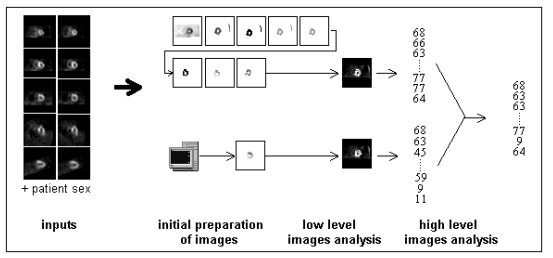 68
66
63
77
77
64
68
63
45
59
9
11
68
63
63
77
9
64
+ patient sex
inputs
initial preparation
of images
low level
images analysis
high level
images analysis